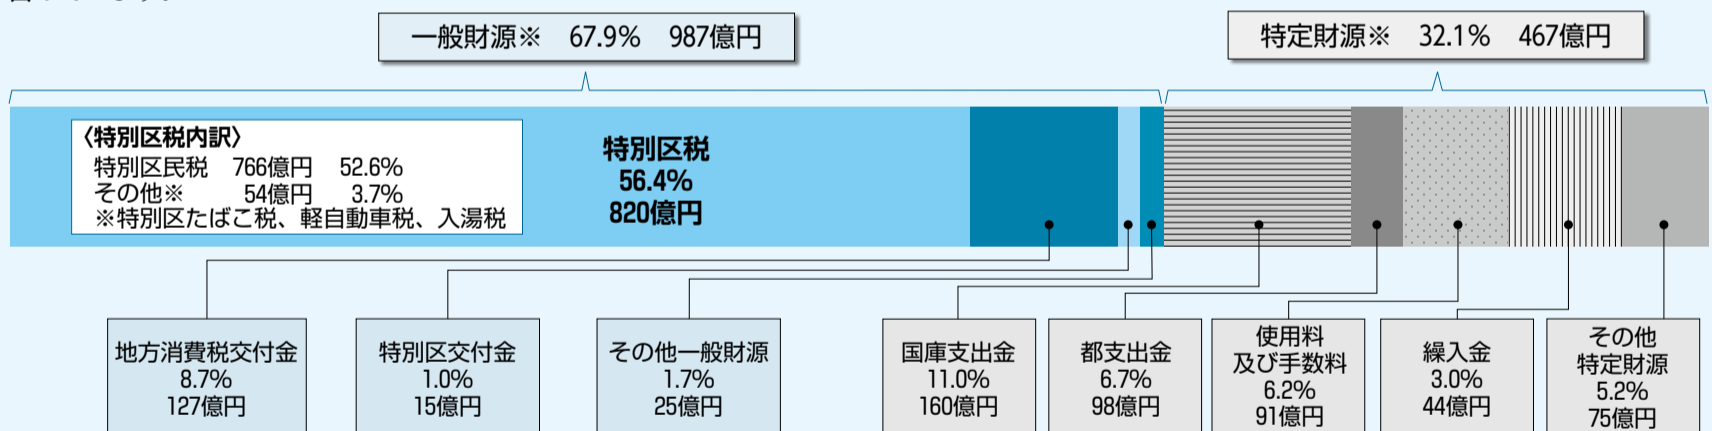 一般財源※ 67.9% 987億円
特定財源※ 32.1% 467億円
〈特別区税内訳〉
特別区民税 766億円 52.6%
その他※ 54億円 3.7%
※特別区たばこ税、軽自動車税、入湯税
特別区税
56.4%
820億円
地方消費税交付金
8.7%
127億円
特別区交付金
1.0%
15億円
その他一般財源
1.7%
25億円
国庫支出金
11.0%
160億円
都支出金
6.7%
98億円
使用料
及び手数料
6.2%
91億円
繰入金
3.0%
44億円
その他
特定財源
5.2%
75億円